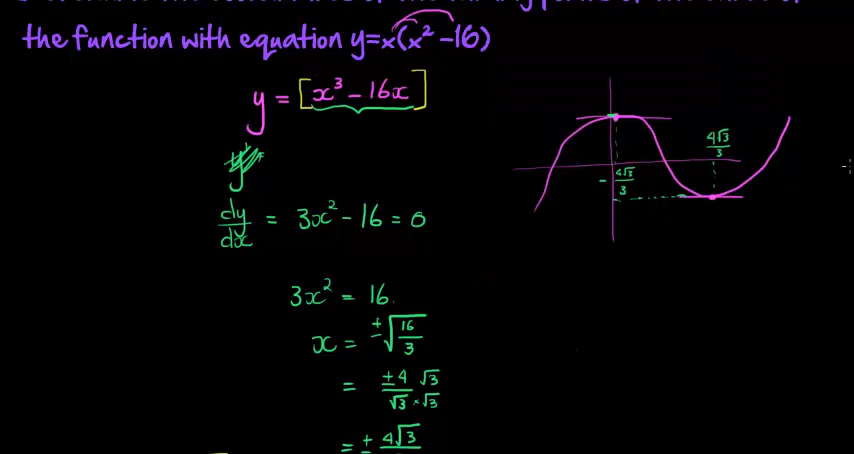 the function with equation y=x(x² -16)
y = [x³ - 16x]
dy/dx = 3x² - 16 = 0
3x² = 16
x = ±√(16/3)
= ±4/√3 √3/×√3
= ± 4√3
4√3/3
- 4√3/3